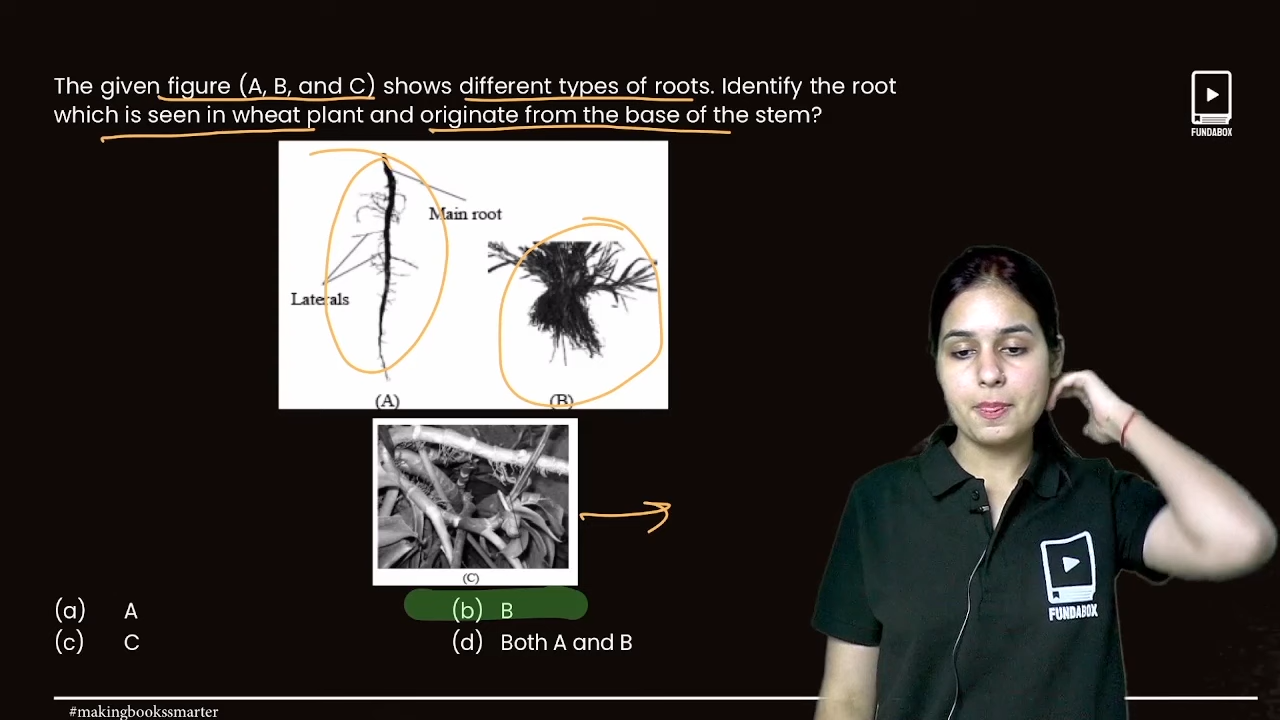 The given figure (A, B, and C) shows different types of roots. Identify the root
which is seen in wheat plant and originate from the base of the stem?
FUNDABOX
Main root
Laterals
(A)
(B)
(C)
(a) A
(b) B
(c) C
(d) Both A and B
FUNDABOX
#makingbookssmarter